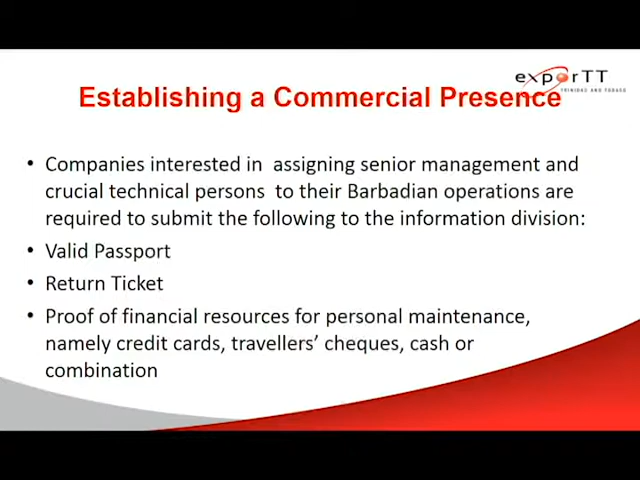 exporTT
TRINIDAD AND TOBAGO
Establishing a Commercial Presence
• Companies interested in assigning senior management and
crucial technical persons to their Barbadian operations are
required to submit the following to the information division:
• Valid Passport
• Return Ticket
• Proof of financial resources for personal maintenance,
namely credit cards, travellers’ cheques, cash or
combination